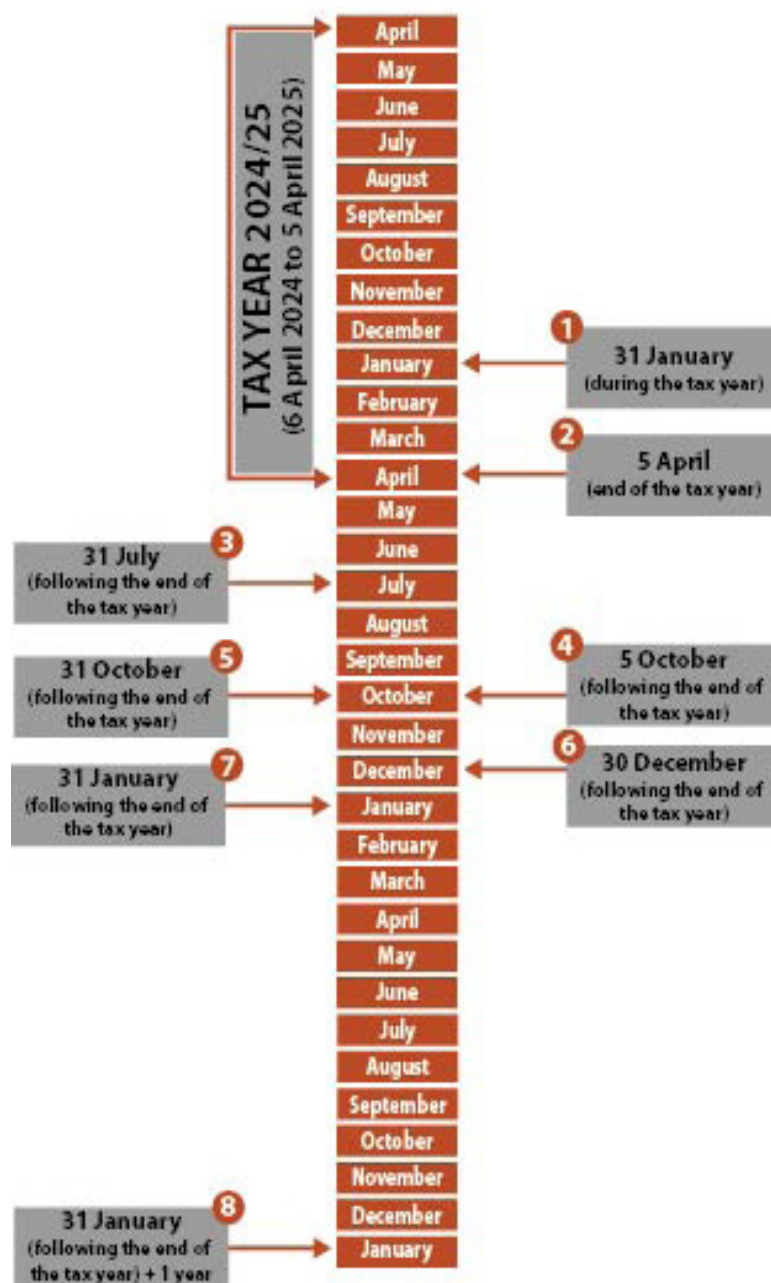 TAX YEAR 2024/25
(6 April 2024 to 5 April 2025)
April
May
June
July
August
September
October
November
December
January
February
March
April
May
June
July
August
September
October
November
December
January
February
March
April
May
June
July
August
September
October
November
December
January
1
31 January
(during the tax year)
2
5 April
(end of the tax year)
3
31 July
(following the end of
the tax year)
4
5 October
(following the end of
the tax year)
5
31 October
(following the end of
the tax year)
6
30 December
(following the end of
the tax year)
7
31 January
(following the end of
the tax year)
8
31 January
(following the end of
the tax year) + 1 year